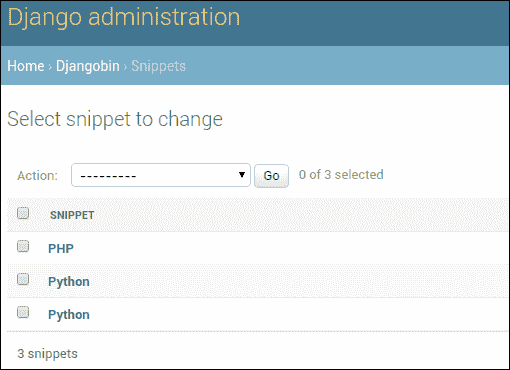 Django administration
Home › Djangobin › Snippets
Select snippet to change
Action: --------- Go 0 of 3 selected
SNIPPET
PHP
Python
Python
3 snippets